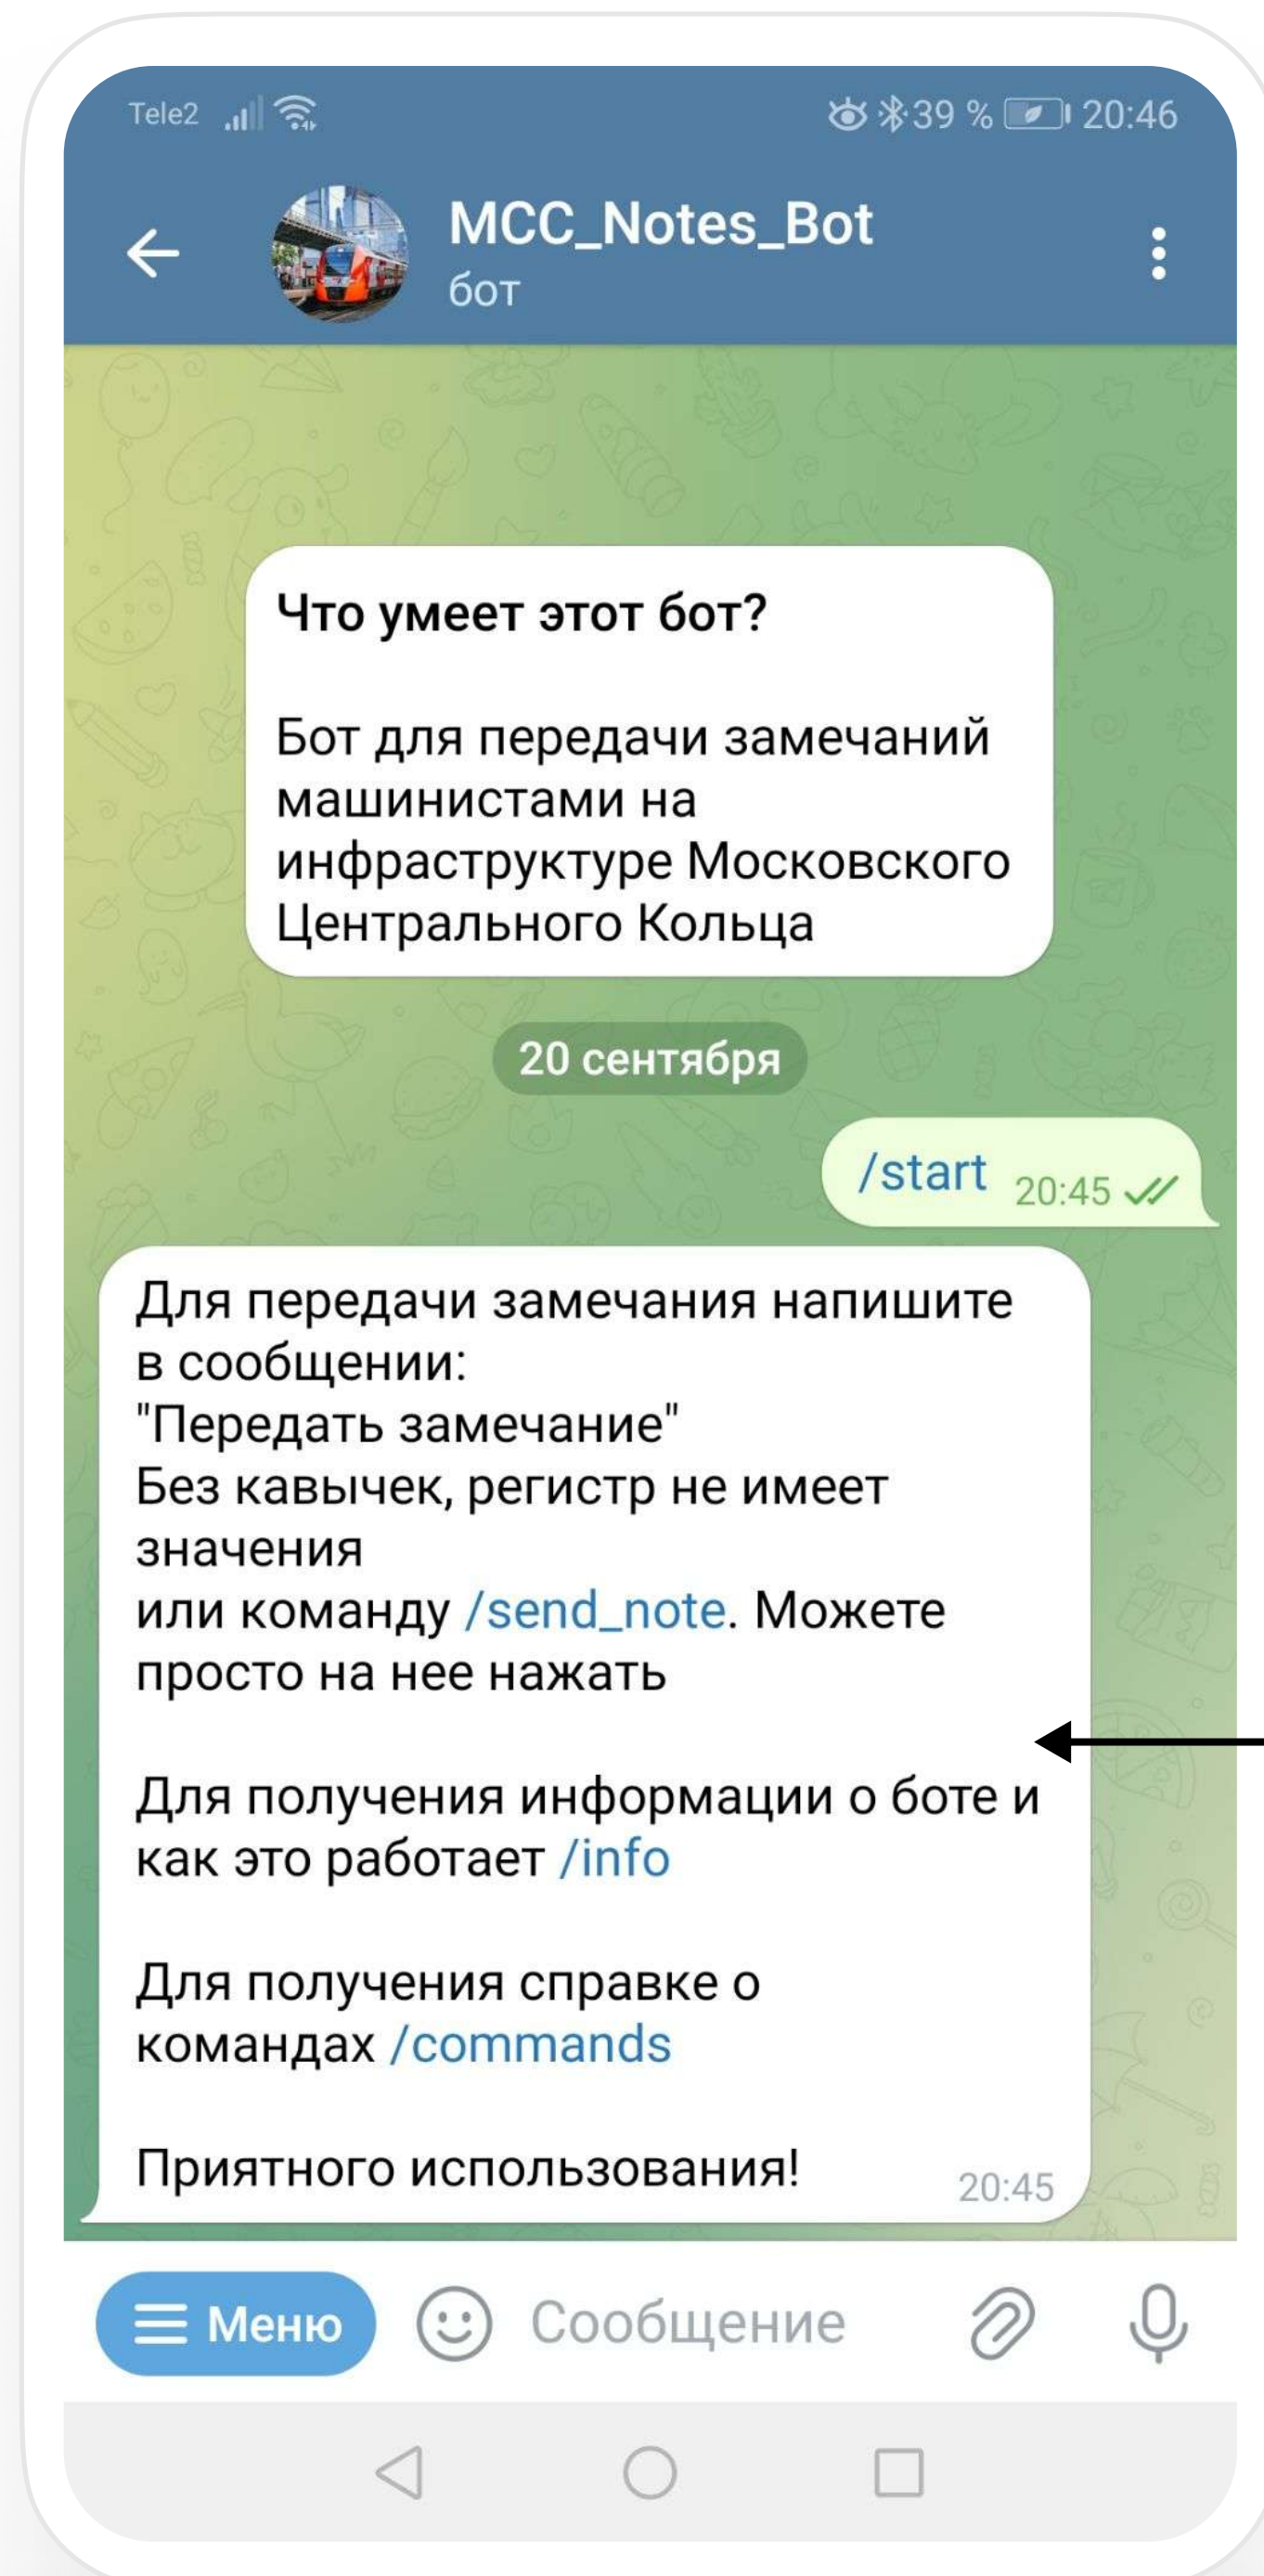 Tele2 39 % 20:46
MCC_Notes_Bot
бот
Что умеет этот бот?
Бот для передачи замечаний
машинистами на
инфраструктуре Московского
Центрального Кольца
20 сентября
/start 20:45
Для передачи замечания напишите
в сообщении:
"Передать замечание"
Без кавычек, регистр не имеет
значения
или команду /send_note. Можете
просто на нее нажать
Для получения информации о боте и
как это работает /info
Для получения справке о
командах /commands
Приятного использования! 20:45
Меню Сообщение